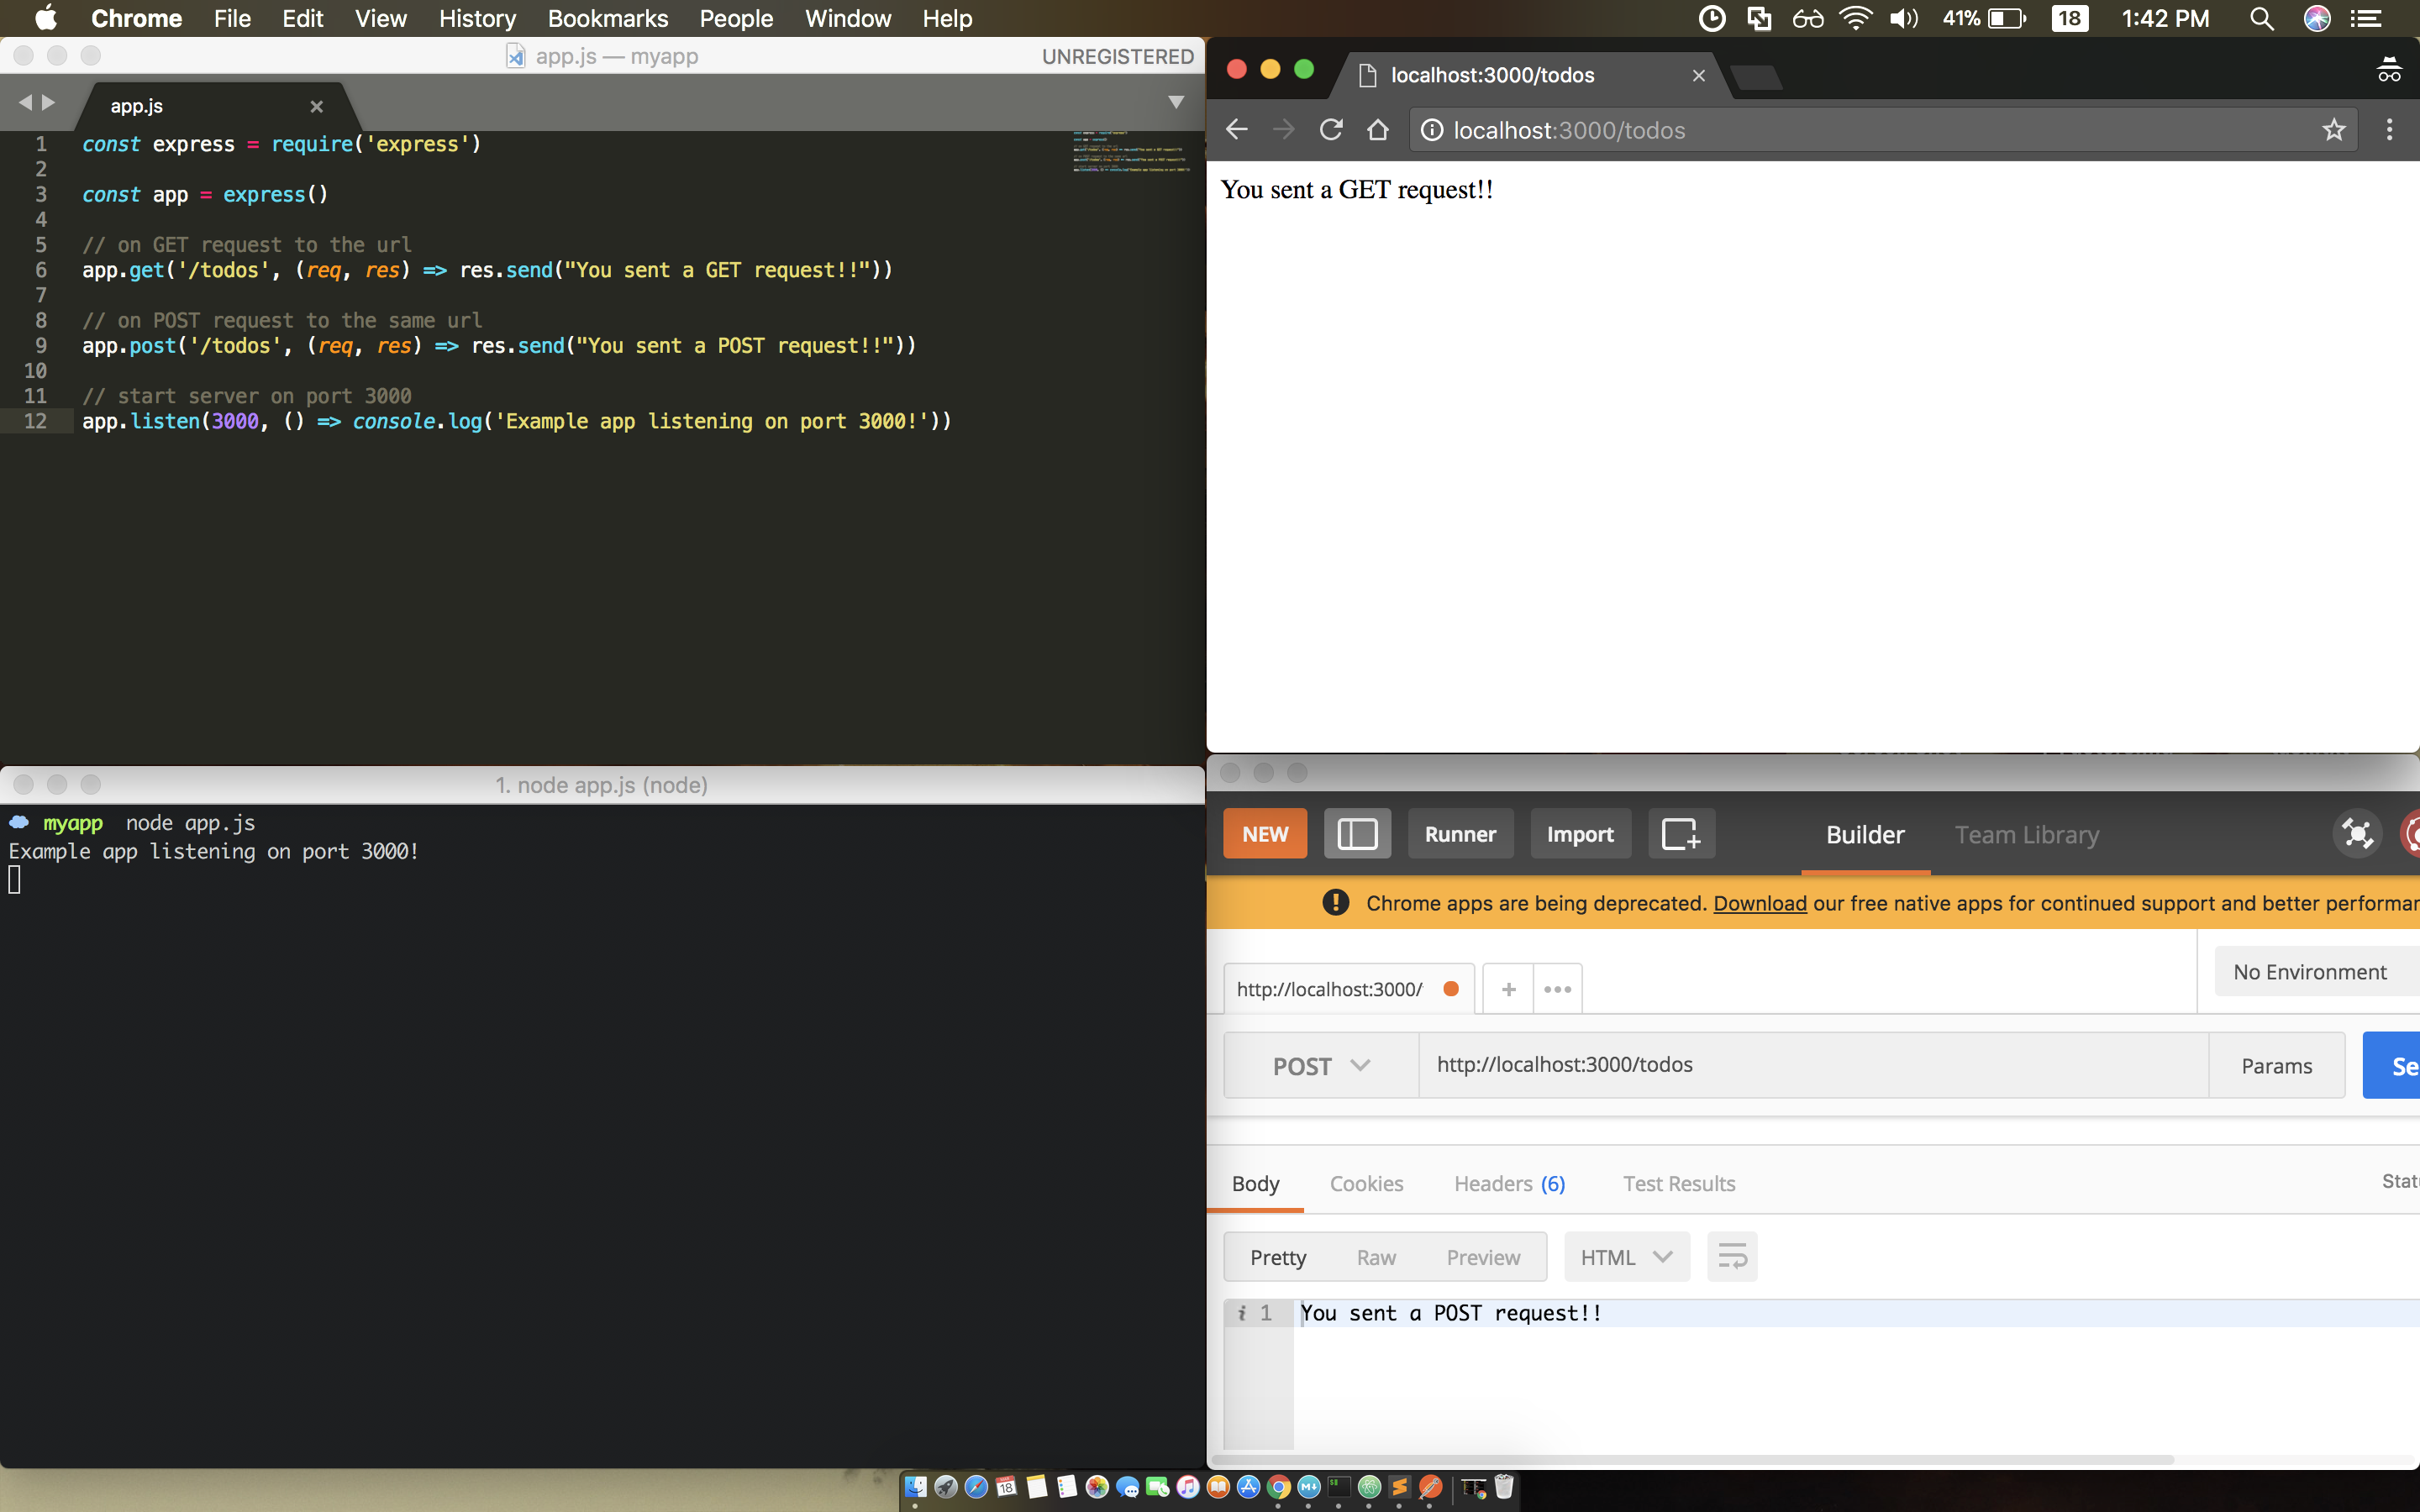 Chrome File Edit View History Bookmarks People Window Help 41% 18 1:42 PM
app.js — myapp UNREGISTERED
app.js
1 const express = require('express')
2
3 const app = express()
4
5 // on GET request to the url
6 app.get('/todos', (req, res) => res.send("You sent a GET request!!"))
7
8 // on POST request to the same url
9 app.post('/todos', (req, res) => res.send("You sent a POST request!!"))
10
11 // start server on port 3000
12 app.listen(3000, () => console.log('Example app listening on port 3000!'))
localhost:3000/todos
localhost:3000/todos
You sent a GET request!!
1. node app.js (node)
myapp node app.js
Example app listening on port 3000!
NEW Runner Import Builder Team Library
Chrome apps are being deprecated. Download our free native apps for continued support and better performan
http://localhost:3000/
No Environment
POST http://localhost:3000/todos Params Se
Body Cookies Headers (6) Test Results Stat
Pretty Raw Preview HTML
i 1 You sent a POST request!!
18